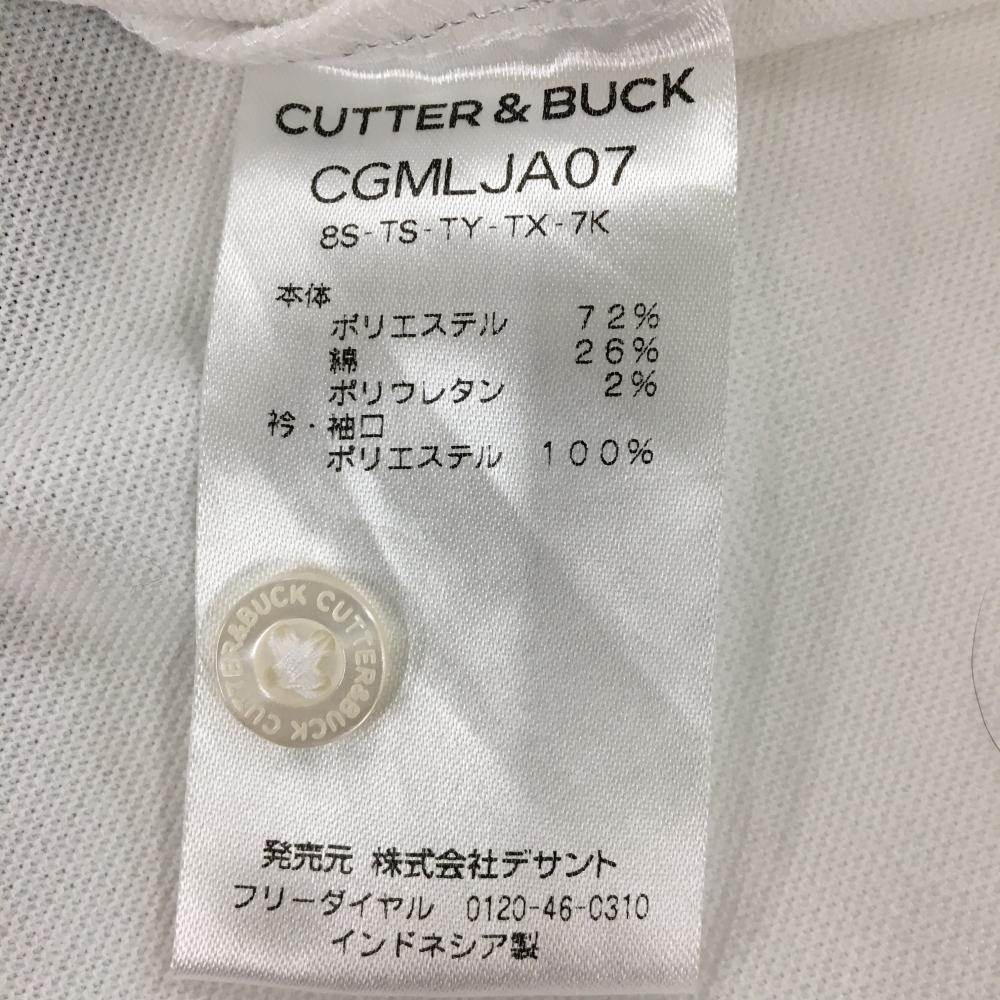 CUTTER & BUCK
CGMLJA07
8S-TS-TY-TX-7K
本体
ポリエステル 72%
綿 26%
ポリウレタン 2%
衿・袖口
ポリエステル 100%
CUTTER&BUCK CUTTER&BUCK
発売元 株式会社デサント
フリーダイヤル 0120-46-0310
インドネシア製